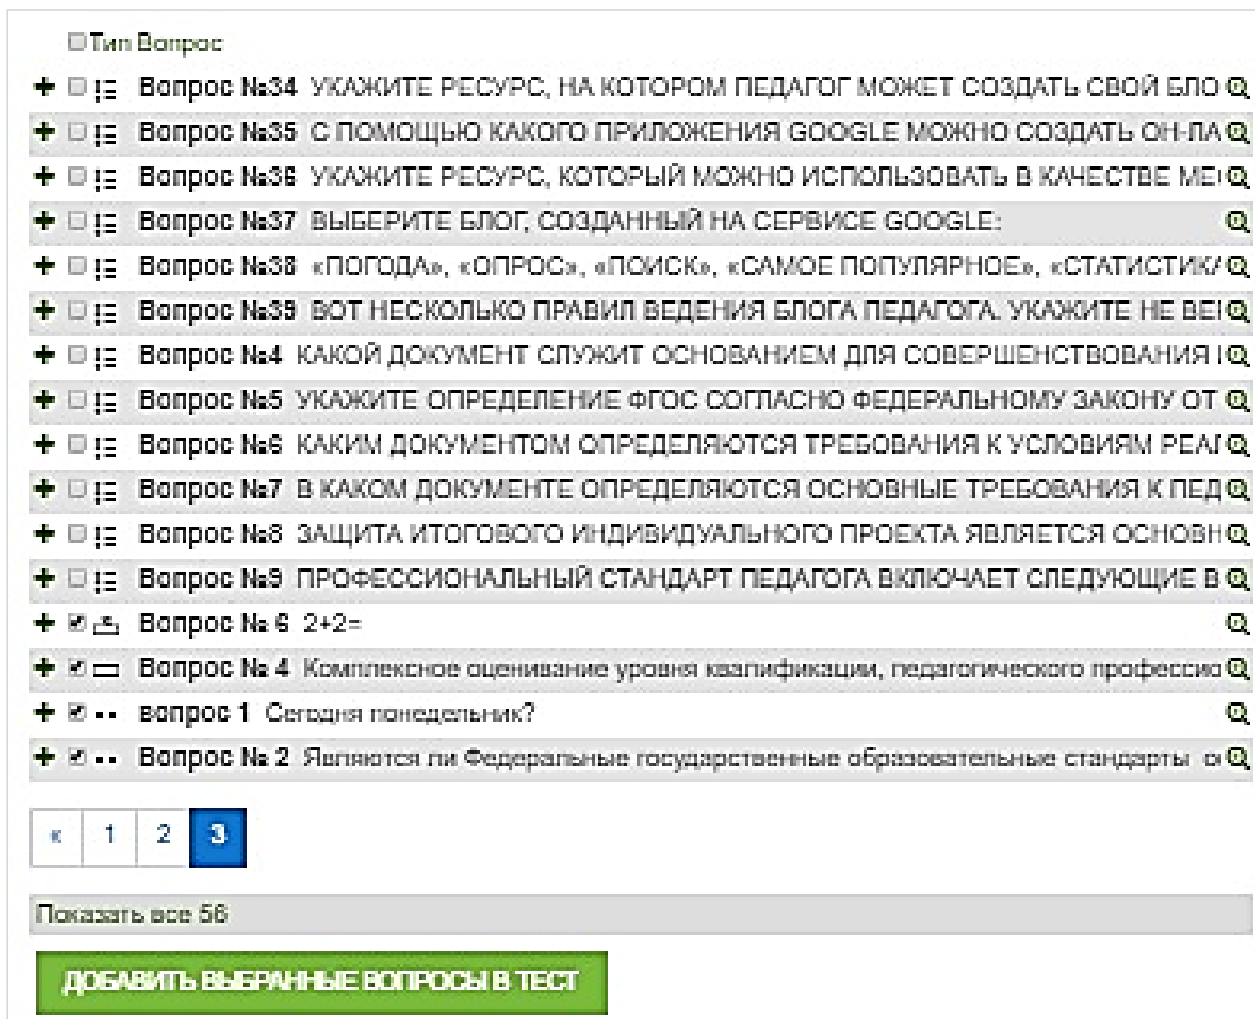 Тип Вопрос
Вопрос №34 УКАЖИТЕ РЕСУРС, НА КОТОРОМ ПЕДАГОГ МОЖЕТ СОЗДАТЬ СВОЙ БЛО
Вопрос №35 С ПОМОЩЬЮ КАКОГО ПРИЛОЖЕНИЯ GOOGLE МОЖНО СОЗДАТЬ ОН-ЛА
Вопрос №36 УКАЖИТЕ РЕСУРС, КОТОРЫЙ МОЖНО ИСПОЛЬЗОВАТЬ В КАЧЕСТВЕ
Вопрос №37 ВЫБЕРИТЕ БЛОГ, СОЗДАННЫЙ НА СЕРВИСЕ GOOGLE:
Вопрос №38 «ПОГОДА», «ОПРОС», «ПОИСК», «САМОЕ ПОПУЛЯРНОЕ», «СТАТИСТИКА
Вопрос №39 ВОТ НЕСКОЛЬКО ПРАВИЛ ВЕДЕНИЯ БЛОГА ПЕДАГОГА. УКАЖИТЕ НЕ
Вопрос №4 КАКОЙ ДОКУМЕНТ СЛУЖИТ ОСНОВАНИЕМ ДЛЯ СОВЕРШЕНСТВОВАНИЯ
Вопрос №5 УКАЖИТЕ ОПРЕДЕЛЕНИЕ ФГОС СОГЛАСНО ФЕДЕРАЛЬНОМУ ЗАКОНУ ОТ
Вопрос №6 КАКИМ ДОКУМЕНТОМ ОПРЕДЕЛЯЮТСЯ ТРЕБОВАНИЯ К УСЛОВИЯМ РЕАЛ
Вопрос №7 В КАКОМ ДОКУМЕНТЕ ОПРЕДЕЛЯЮТСЯ ОСНОВНЫЕ ТРЕБОВАНИЯ К ПЕД
Вопрос №8 ЗАЩИТА ИТОГОВОГО ИНДИВИДУАЛЬНОГО ПРОЕКТА ЯВЛЯЕТСЯ ОСНОВН
Вопрос №9 ПРОФЕССИОНАЛЬНЫЙ СТАНДАРТ ПЕДАГОГА ВКЛЮЧАЕТ СЛЕДУЮЩИЕ В
Вопрос № 6 2+2=
Вопрос № 4 Комплексное оценивание уровня квалификации, педагогического профессио
вопрос 1 Сегодня понедельник?
Вопрос № 2 Являются ли Федеральные государственные образовательные стандарты
« 1 2 3
Показать все 56
ДОБАВИТЬ ВЫБРАННЫЕ ВОПРОСЫ В ТЕСТ